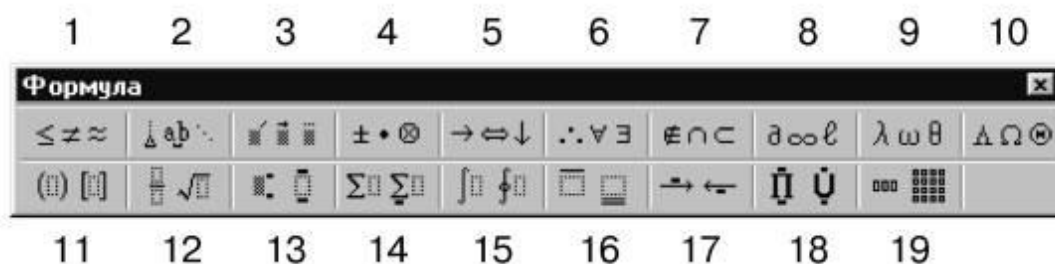 1 2 3 4 5 6 7 8 9 10
Формула
≤ ≠ ≈ a͜b ⋱ ± • ⊗ → ⇔ ↓ ∴ ∀ ∃ ∉ ∩ ⊂ ∂ ∞ ℓ λ ω θ Λ Ω Θ
(▯) [▯] √▯ Σ▯ Σ▯ ∫▯ ∮▯ Π Ụ
11 12 13 14 15 16 17 18 19